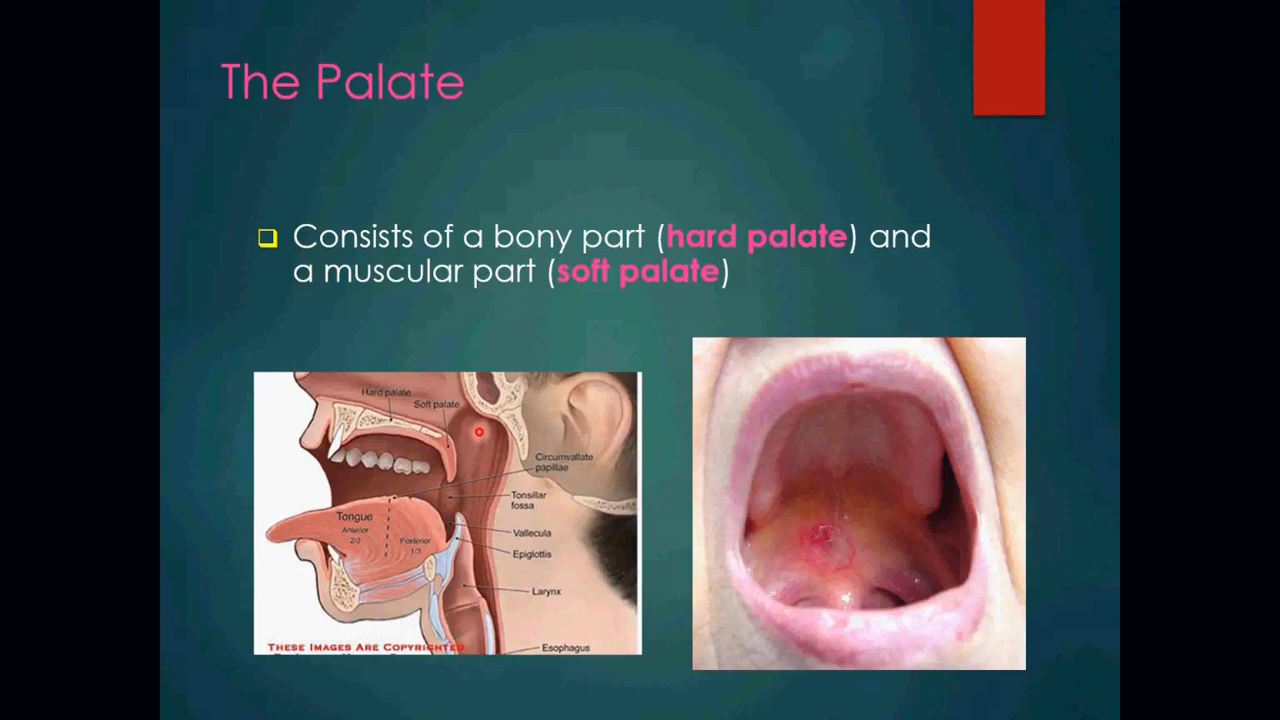 The Palate
Consists of a bony part (hard palate) and
a muscular part (soft palate)
Hard palate
Soft palate
Circumvallate
papillae
Tonsillar
fossa
Tongue
Anterior
2/3
Posterior
1/3
Vallecula
Epiglottis
Larynx
Esophagus
THESE IMAGES ARE COPYRIGHTED